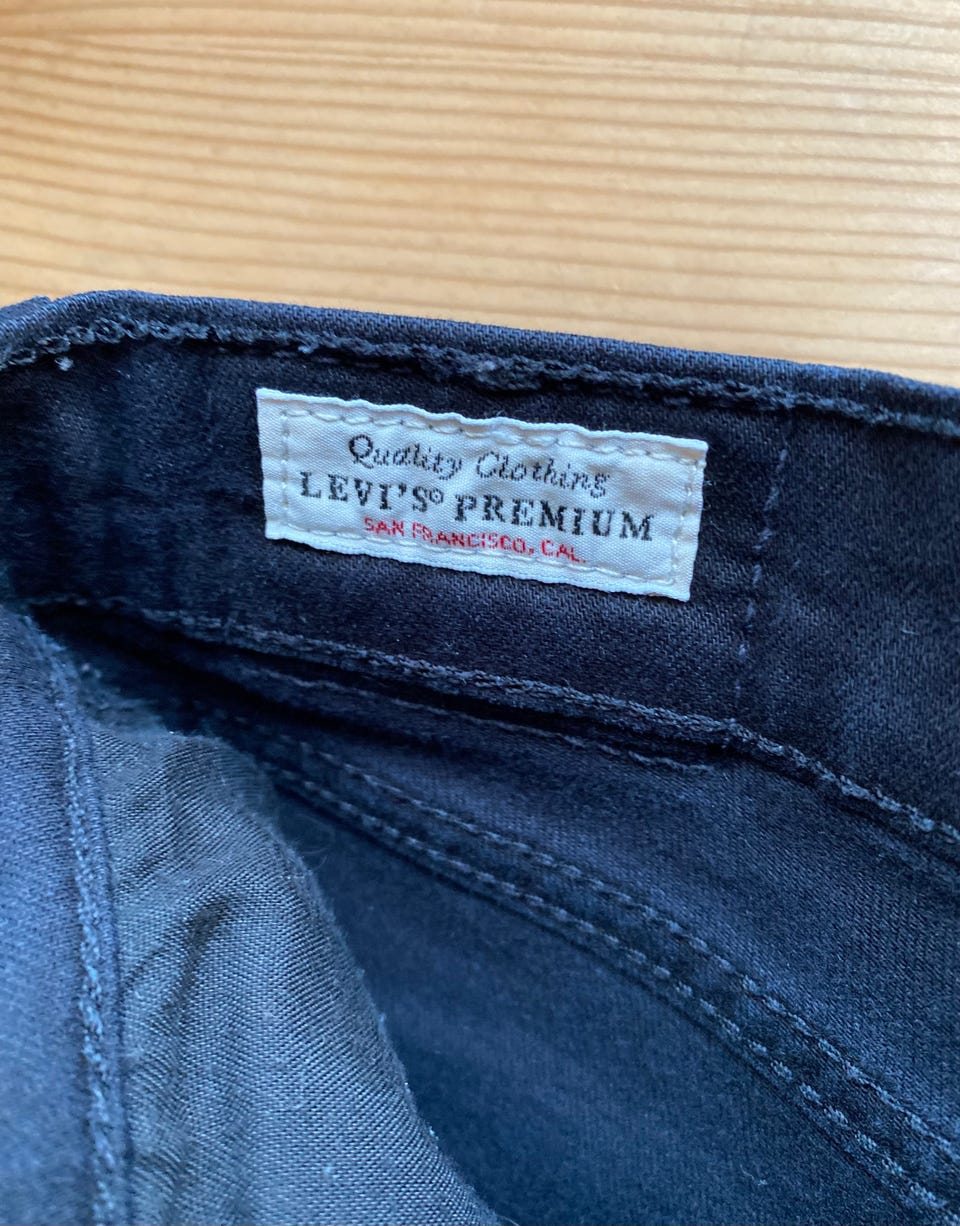 Quality Clothing
LEVI'S® PREMIUM
SAN FRANCISCO, CAL.